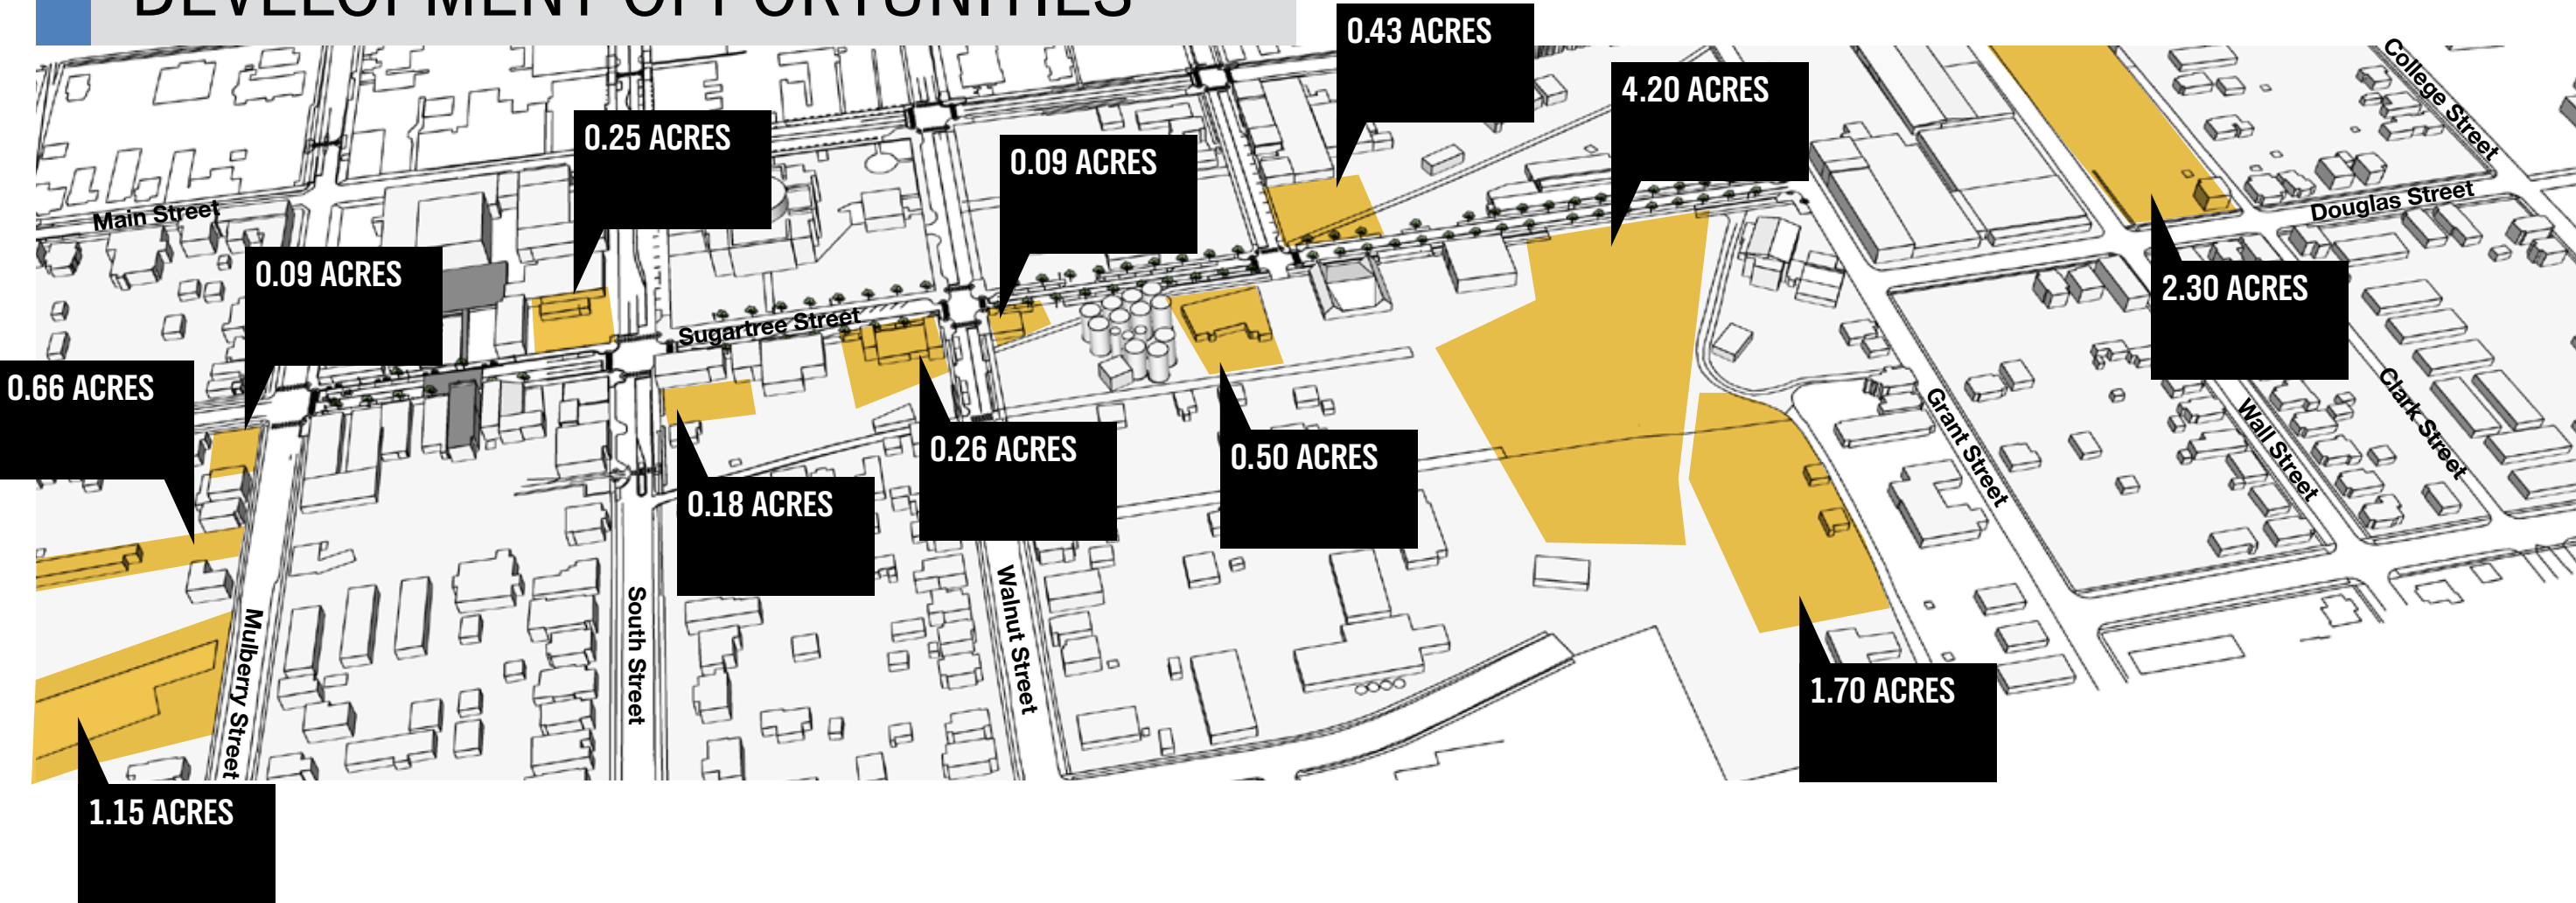 DEVELOPMENT OPPORTUNITIES
0.43 ACRES
4.20 ACRES
0.25 ACRES
0.09 ACRES
College Street
Main Street
Douglas Street
0.09 ACRES
2.30 ACRES
Sugartree Street
0.66 ACRES
0.26 ACRES
0.50 ACRES
0.18 ACRES
Grant Street
Wall Street
Clark Street
Mulberry Street
South Street
Walnut Street
1.70 ACRES
1.15 ACRES